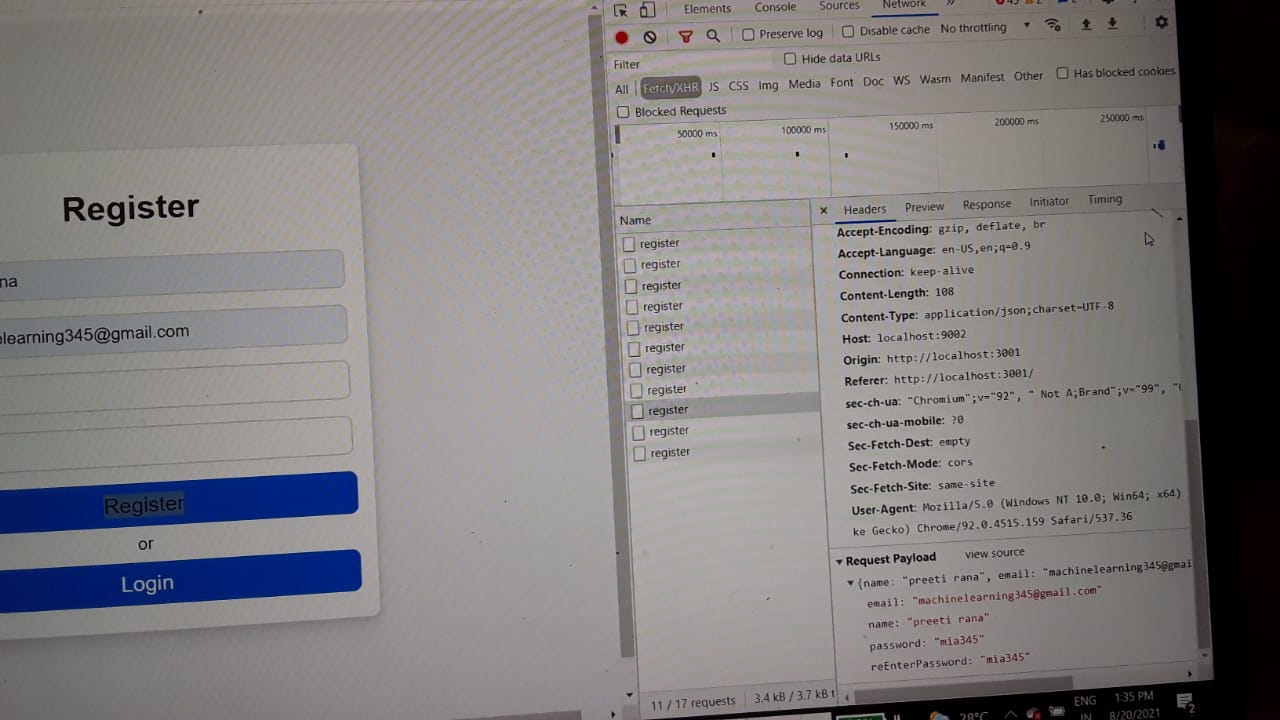 Elements Console Sources Network »
Preserve log Disable cache No throttling
Filter Hide data URLs
All Fetch/XHR JS CSS Img Media Font Doc WS Wasm Manifest Other Has blocked cookies
Blocked Requests
50000 ms 100000 ms 150000 ms 200000 ms 250000 ms
Register
na
elearning345@gmail.com
Register
or
Login
Name
register
register
register
register
register
register
register
register
register
register
register
11 / 17 requests 3.4 kB / 3.7 kB t
× Headers Preview Response Initiator Timing
Accept-Encoding: gzip, deflate, br
Accept-Language: en-US,en;q=0.9
Connection: keep-alive
Content-Length: 108
Content-Type: application/json;charset=UTF-8
Host: localhost:9002
Origin: http://localhost:3001
Referer: http://localhost:3001/
sec-ch-ua: "Chromium";v="92", " Not A;Brand";v="99", "
sec-ch-ua-mobile: ?0
Sec-Fetch-Dest: empty
Sec-Fetch-Mode: cors
Sec-Fetch-Site: same-site
User-Agent: Mozilla/5.0 (Windows NT 10.0; Win64; x64)
ke Gecko) Chrome/92.0.4515.159 Safari/537.36
Request Payload view source
{name: "preeti rana", email: "machinelearning345@gmai
email: "machinelearning345@gmail.com"
name: "preeti rana"
password: "mia345"
reEnterPassword: "mia345"
28°C ENG 1:35 PM
IN 8/20/2021 2